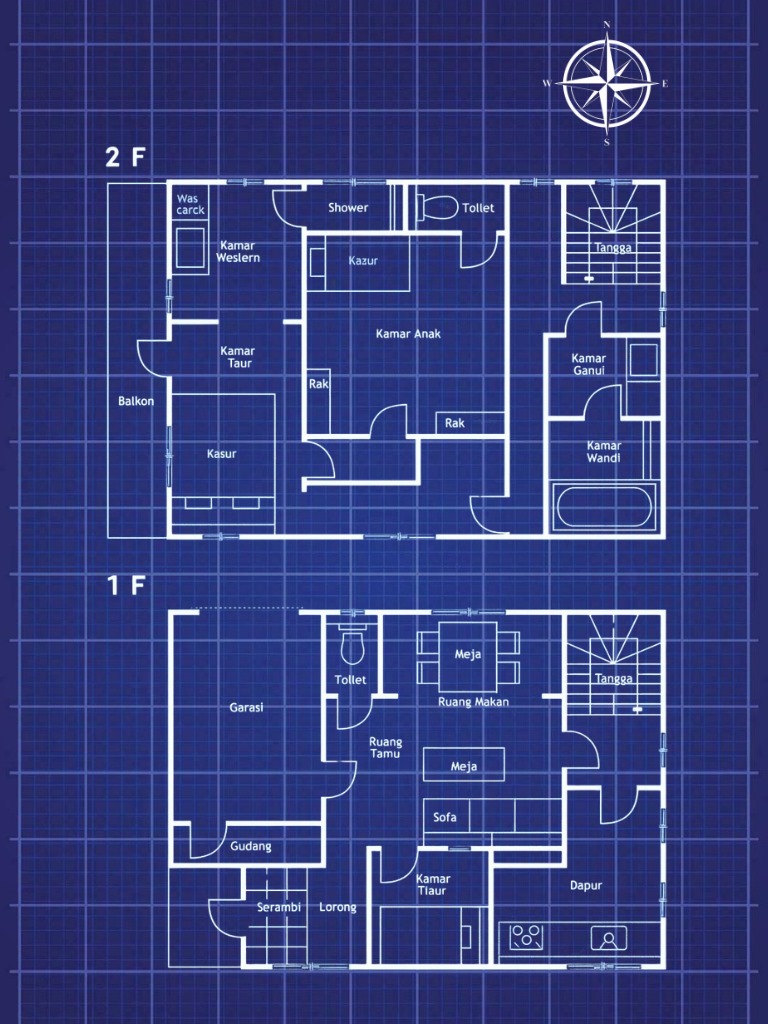 N
W E
S
2 F
Was
carck
Shower
Tollet
Kamar
Weslern
Tangga
Kazur
Kamar Anak
Kamar
Taur
Kamar
Ganui
Rak
Balkon
Rak
Kasur
Kamar
Wandi
1 F
Meja
Tollet
Tangga
Ruang Makan
Garasi
Ruang
Tamu
Meja
Sofa
Gudang
Kamar
Tlaur
Dapur
Serambi
Lorong